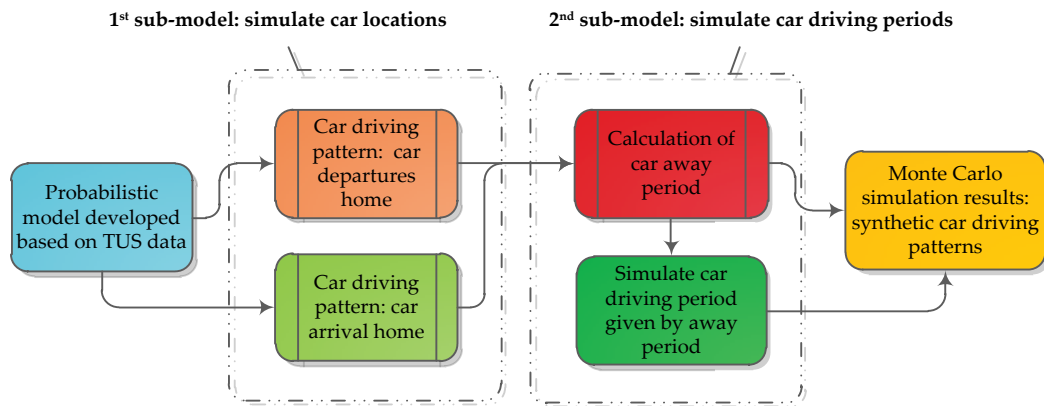 1st sub-model: simulate car locations
2nd sub-model: simulate car driving periods
Probabilistic
model developed
based on TUS data
Car driving
pattern: car
departures
home
Car driving
pattern: car
arrival home
Calculation of
car away
period
Simulate car
driving period
given by away
period
Monte Carlo
simulation results:
synthetic car driving
patterns